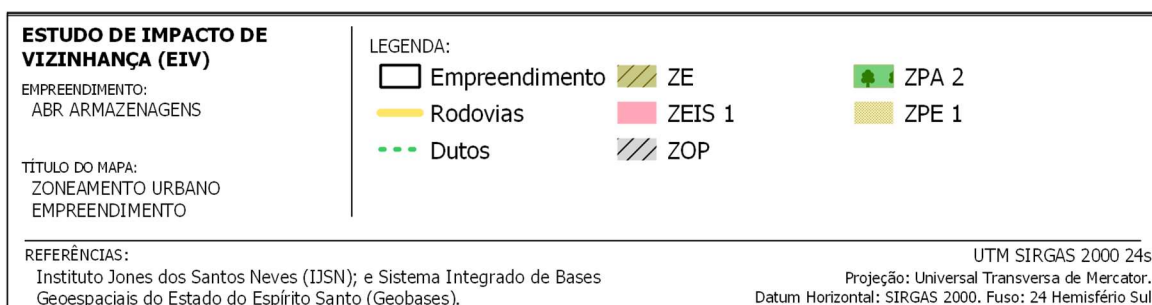 ESTUDO DE IMPACTO DE
VIZINHANÇA (EIV)
EMPREENDIMENTO:
ABR ARMAZENAGENS
TÍTULO DO MAPA:
ZONEAMENTO URBANO
EMPREENDIMENTO
LEGENDA:
Empreendimento
Rodovias
Dutos
ZE
ZEIS 1
ZOP
ZPA 2
ZPE 1
REFERÊNCIAS:
Instituto Jones dos Santos Neves (IJSN); e Sistema Integrado de Bases
Geoespaciais do Estado do Espírito Santo (Geobases).
UTM SIRGAS 2000 24s
Projeção: Universal Transversa de Mercator.
Datum Horizontal: SIRGAS 2000. Fuso: 24 Hemisfério Sul